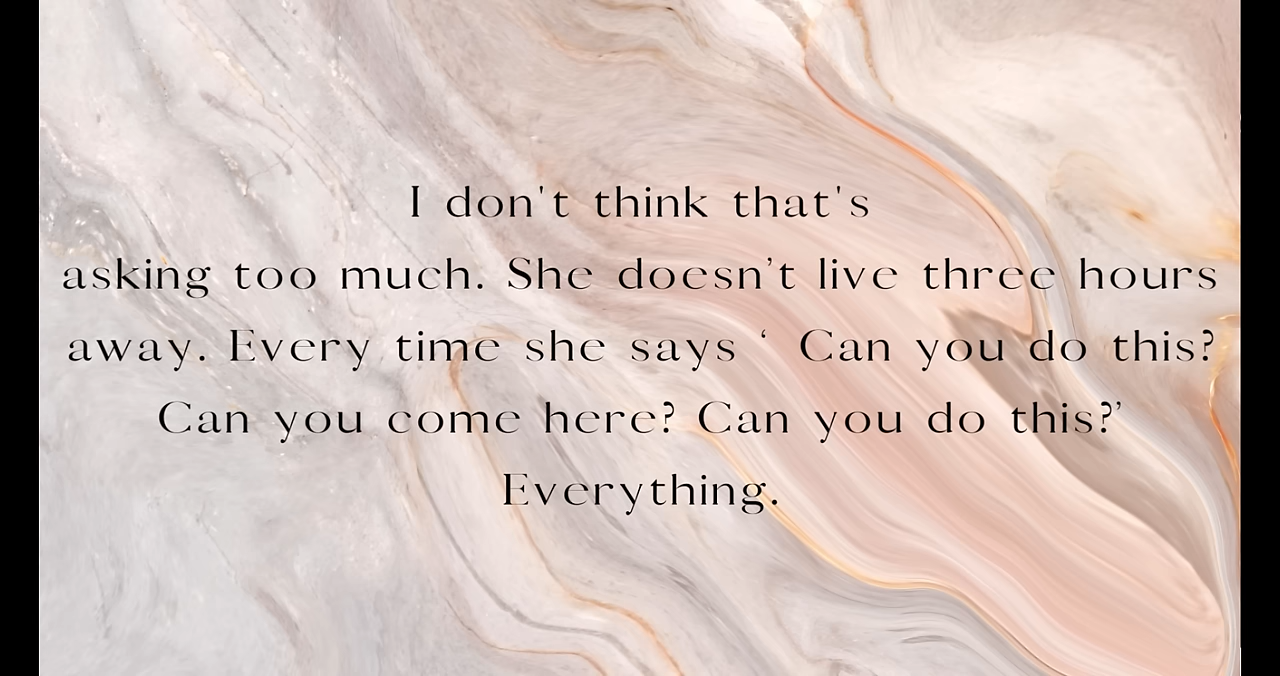 I don't think that's
asking too much. She doesn’t live three hours
away. Every time she says ‘ Can you do this?
Can you come here? Can you do this?’
Everything.